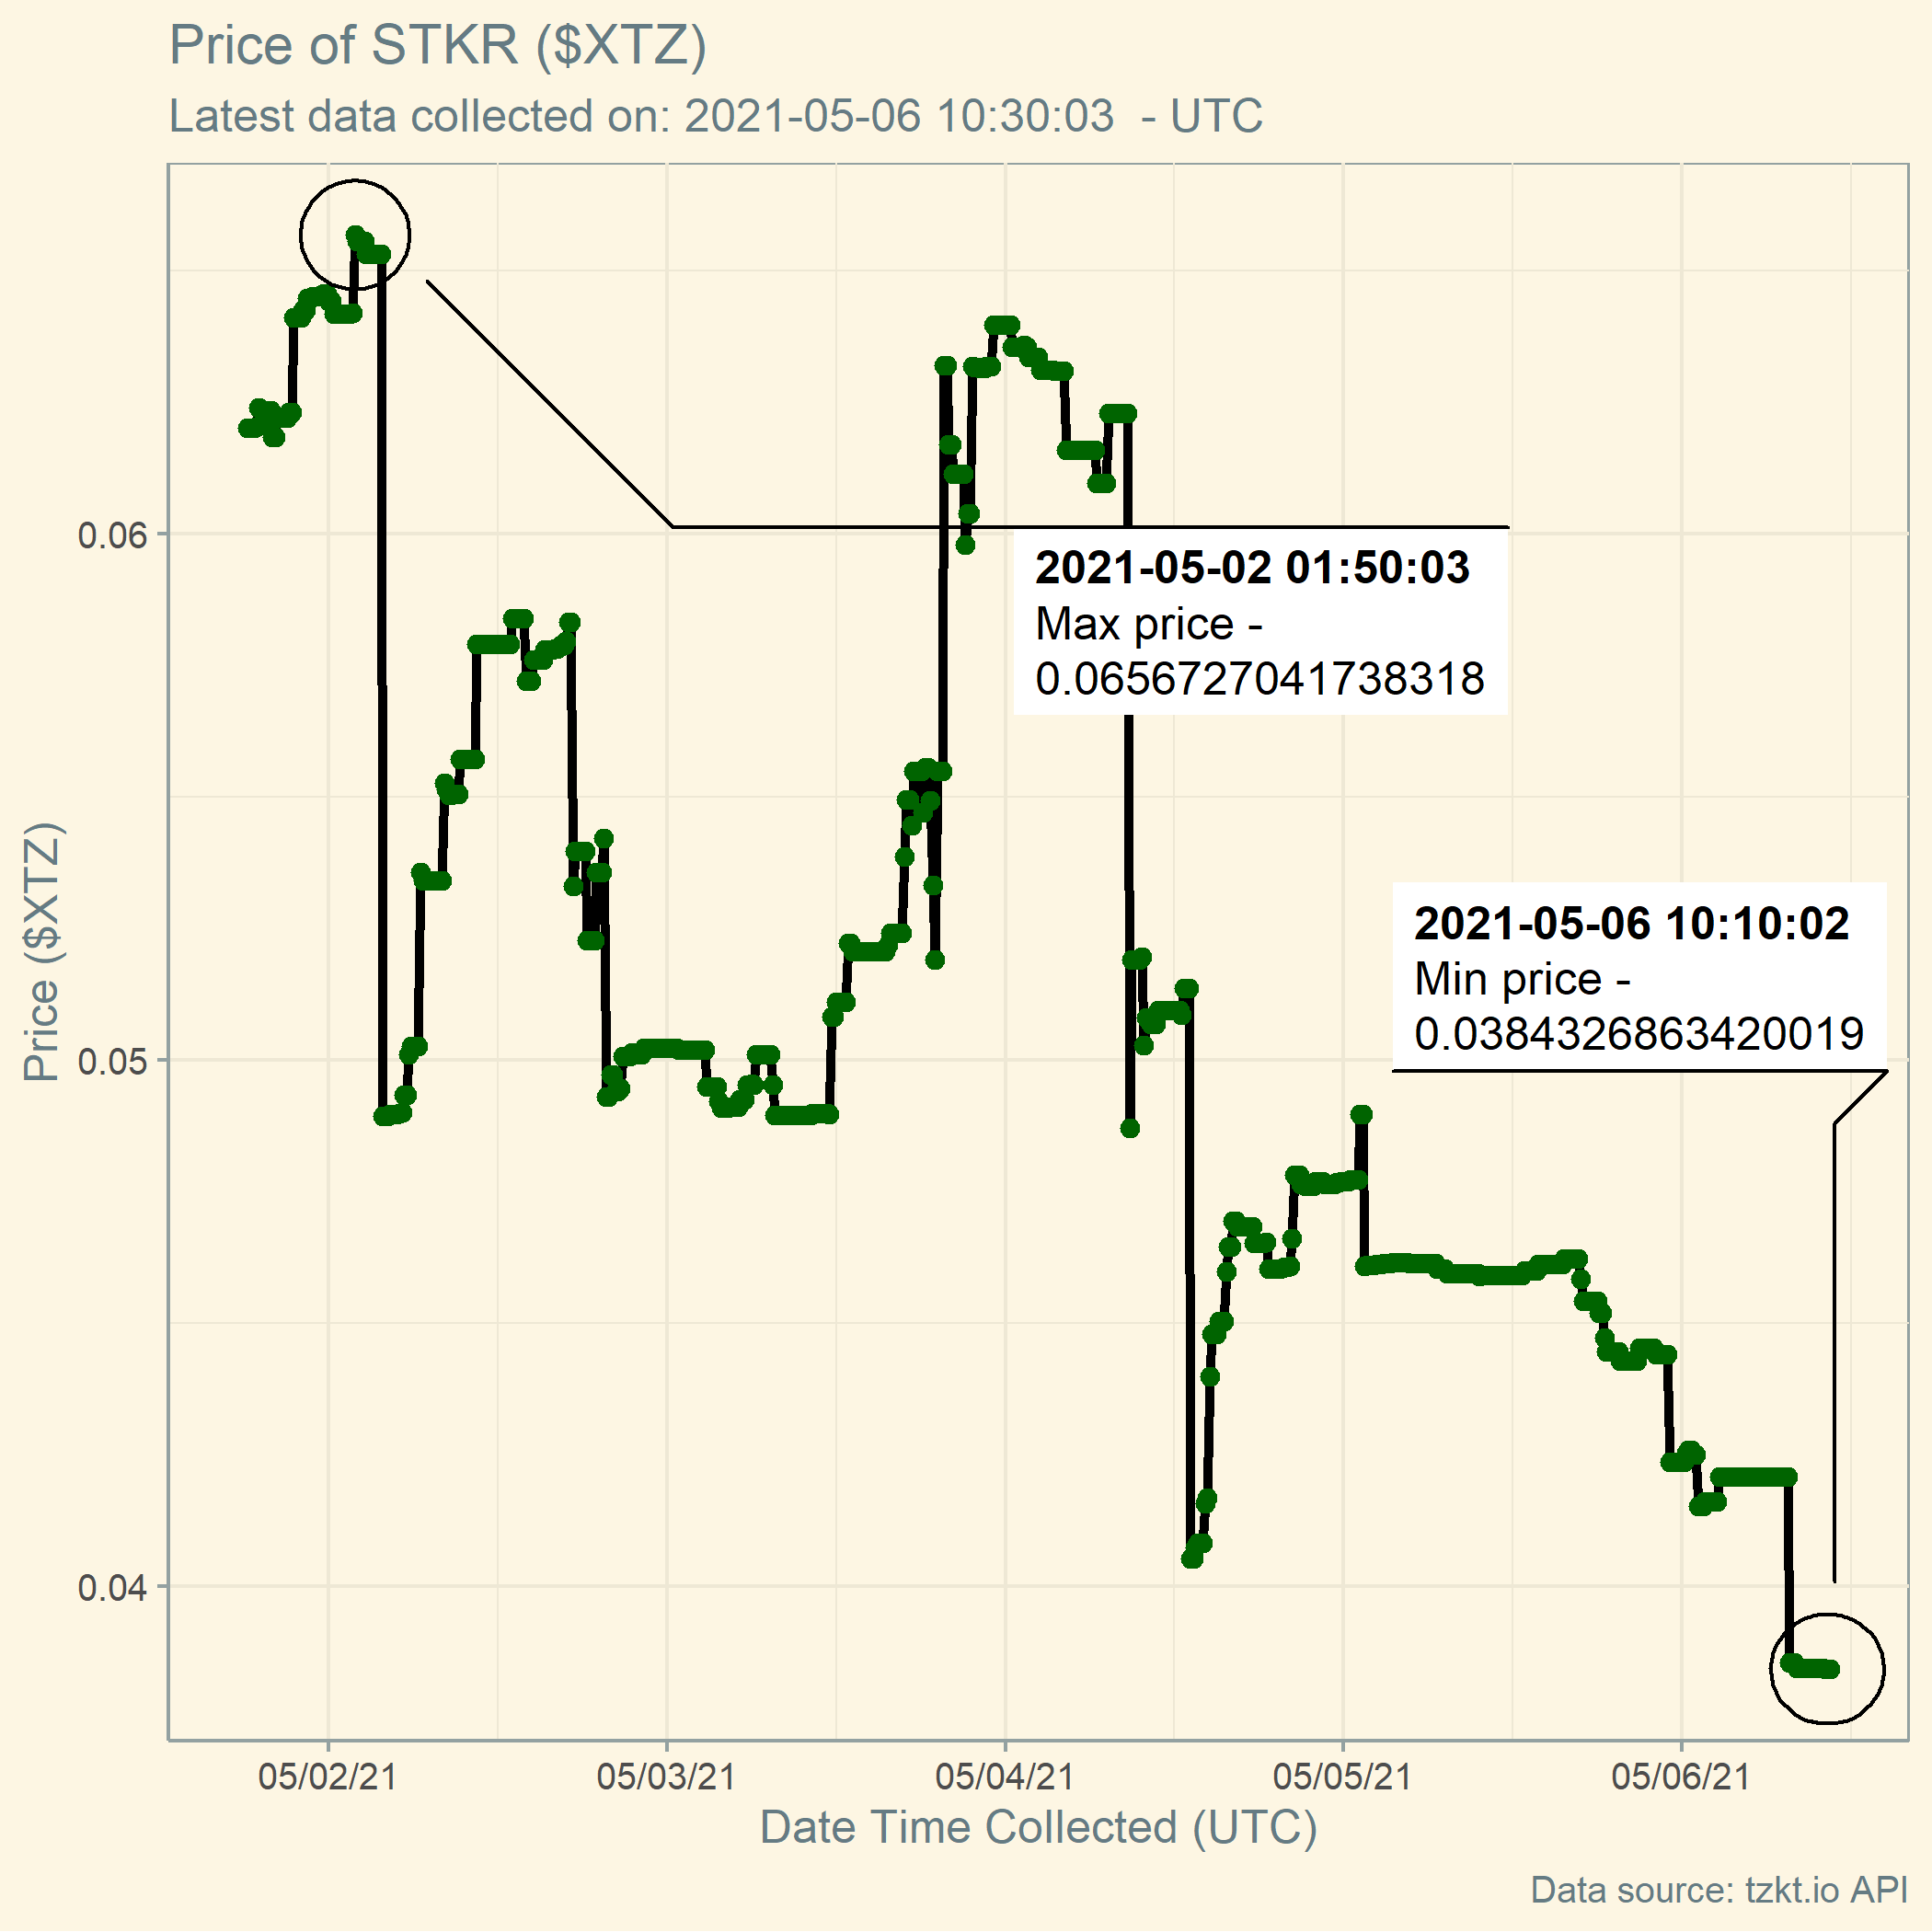 Price of STKR ($XTZ)
Latest data collected on: 2021-05-06 10:30:03  - UTC
Price ($XTZ)
0.06
0.05
0.04
2021-05-02 01:50:03
Max price -
0.0656727041738318
2021-05-06 10:10:02
Min price -
0.0384326863420019
05/02/21
05/03/21
05/04/21
05/05/21
05/06/21
Date Time Collected (UTC)
Data source: tzkt.io API